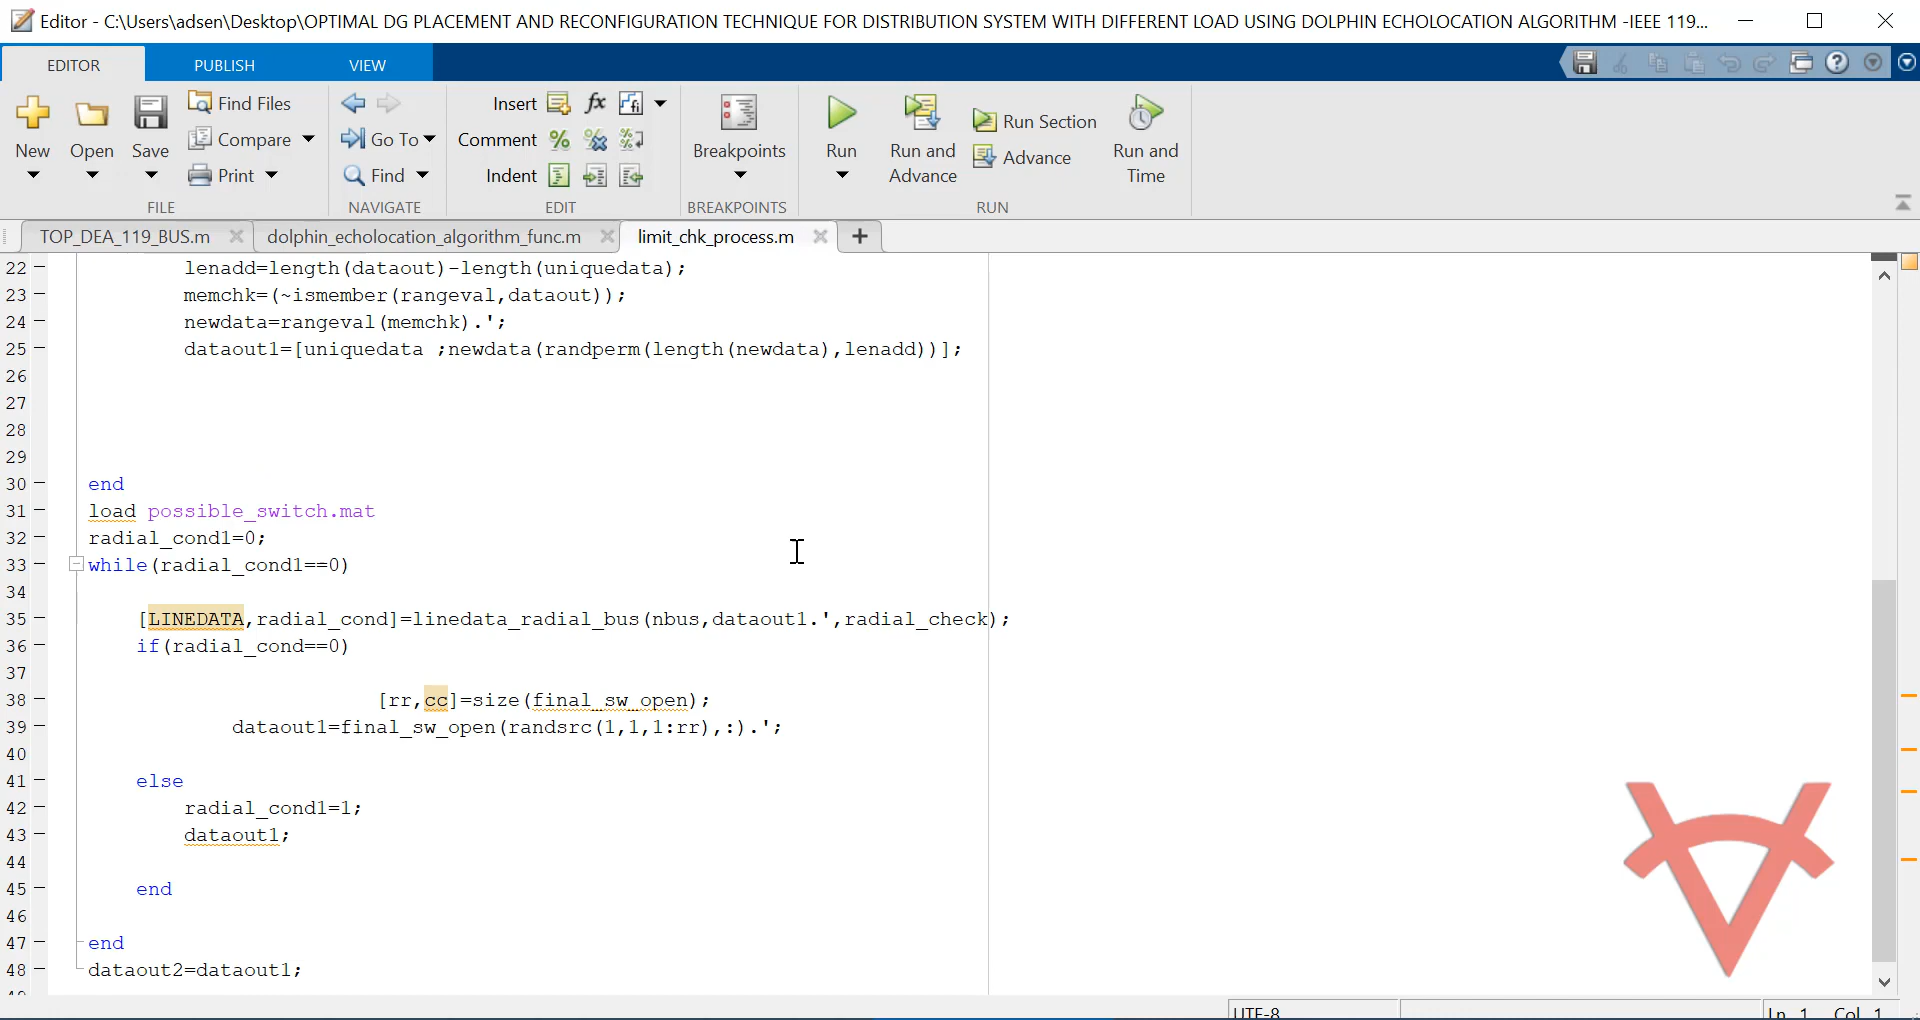 Editor - C:\Users\adsen\Desktop\OPTIMAL DG PLACEMENT AND RECONFIGURATION TECHNIQUE FOR DISTRIBUTION SYSTEM WITH DIFFERENT LOAD USING DOLPHIN ECHOLOCATION ALGORITHM -IEEE 119...
EDITOR PUBLISH VIEW
New Open Save Find Files Compare Print
FILE
Go To Find
NAVIGATE
Insert fx fi
Comment
Indent
EDIT
Breakpoints
BREAKPOINTS
Run Run and Advance Run Section Advance Run and Time
RUN
TOP_DEA_119_BUS.m dolphin_echolocation_algorithm_func.m limit_chk_process.m +
22 – lenadd=length(dataout)-length(uniquedata);
23 – memchk=(~ismember(rangeval,dataout));
24 – newdata=rangeval(memchk).';
25 – dataout1=[uniquedata ;newdata(randperm(length(newdata),lenadd))];
26
27
28
29
30 – end
31 – load possible_switch.mat
32 – radial_cond1=0;
33 – while(radial_cond1==0)
34
35 – [LINEDATA,radial_cond]=linedata_radial_bus(nbus,dataout1.',radial_check);
36 – if(radial_cond==0)
37
38 – [rr,cc]=size(final_sw_open);
39 – dataout1=final_sw_open(randsrc(1,1,1:rr),:).';
40
41 – else
42 – radial_cond1=1;
43 – dataout1;
44
45 – end
46
47 – end
48 – dataout2=dataout1;
49
UTF-8 Ln 1 Col 1